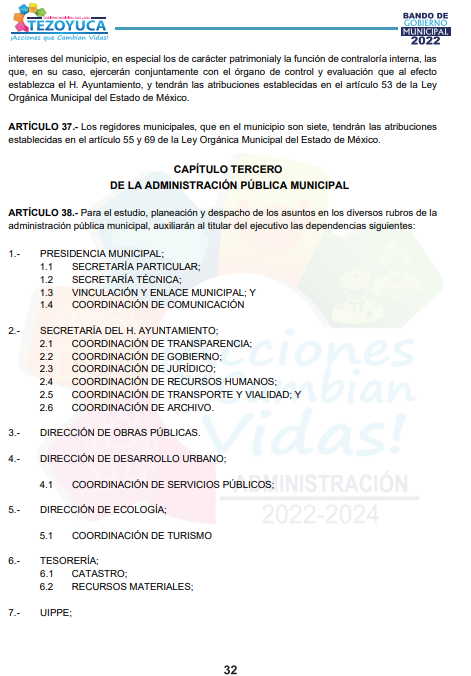 TEZOYUCA
¡Acciones que Cambian Vidas!
BANDO DE
GOBIERNO
MUNICIPAL
2022
intereses del municipio, en especial los de carácter patrimonialy la función de contraloría interna, las
que, en su caso, ejercerán conjuntamente con el órgano de control y evaluación que al efecto
establezca el H. Ayuntamiento, y tendrán las atribuciones establecidas en el artículo 53 de la Ley
Orgánica Municipal del Estado de México.
ARTÍCULO 37.- Los regidores municipales, que en el municipio son siete, tendrán las atribuciones
establecidas en el artículo 55 y 69 de la Ley Orgánica Municipal del Estado de México.
CAPÍTULO TERCERO
DE LA ADMINISTRACIÓN PÚBLICA MUNICIPAL
ARTÍCULO 38.- Para el estudio, planeación y despacho de los asuntos en los diversos rubros de la
administración pública municipal, auxiliarán al titular del ejecutivo las dependencias siguientes:
1.- PRESIDENCIA MUNICIPAL;
1.1 SECRETARÍA PARTICULAR;
1.2 SECRETARÍA TÉCNICA;
1.3 VINCULACIÓN Y ENLACE MUNICIPAL; Y
1.4 COORDINACIÓN DE COMUNICACIÓN
2.- SECRETARÍA DEL H. AYUNTAMIENTO;
2.1 COORDINACIÓN DE TRANSPARENCIA;
2.2 COORDINACIÓN DE GOBIERNO;
2.3 COORDINACIÓN DE JURÍDICO;
2.4 COORDINACIÓN DE RECURSOS HUMANOS;
2.5 COORDINACIÓN DE TRANSPORTE Y VIALIDAD; Y
2.6 COORDINACIÓN DE ARCHIVO.
3.- DIRECCIÓN DE OBRAS PÚBLICAS.
4.- DIRECCIÓN DE DESARROLLO URBANO;
4.1 COORDINACIÓN DE SERVICIOS PÚBLICOS;
5.- DIRECCIÓN DE ECOLOGÍA;
5.1 COORDINACIÓN DE TURISMO
6.- TESORERÍA;
6.1 CATASTRO;
6.2 RECURSOS MATERIALES;
7.- UIPPE;
Acciones
Cambian
Vidas!
ADMINISTRACIÓN
2022-2024
32